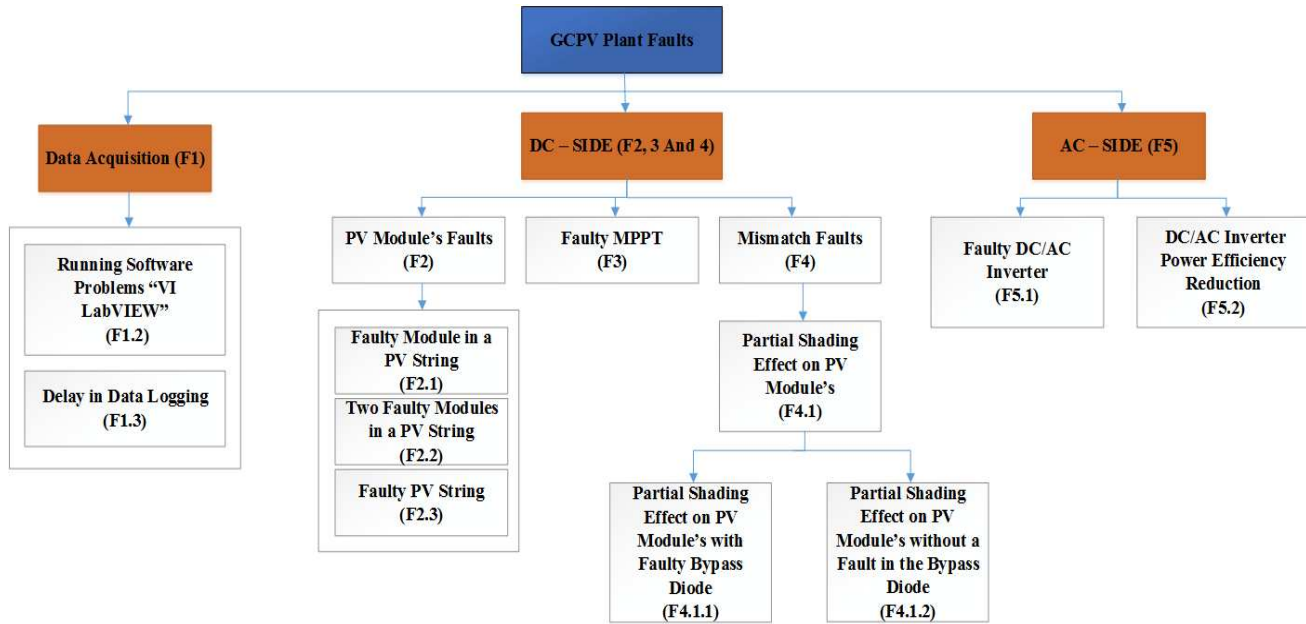 GCPV Plant Faults
Data Acquisition (F1)
DC – SIDE (F2, 3 And 4)
AC – SIDE (F5)
Running Software
Problems “VI
LabVIEW”
(F1.2)
Delay in Data Logging
(F1.3)
PV Module’s Faults
(F2)
Faulty Module in a
PV String
(F2.1)
Two Faulty Modules
in a PV String
(F2.2)
Faulty PV String
(F2.3)
Faulty MPPT
(F3)
Mismatch Faults
(F4)
Partial Shading
Effect on PV
Module’s
(F4.1)
Partial Shading
Effect on PV
Module’s with
Faulty Bypass
Diode
(F4.1.1)
Partial Shading
Effect on PV
Module’s without a
Fault in the Bypass
Diode
(F4.1.2)
Faulty DC/AC
Inverter
(F5.1)
DC/AC Inverter
Power Efficiency
Reduction
(F5.2)